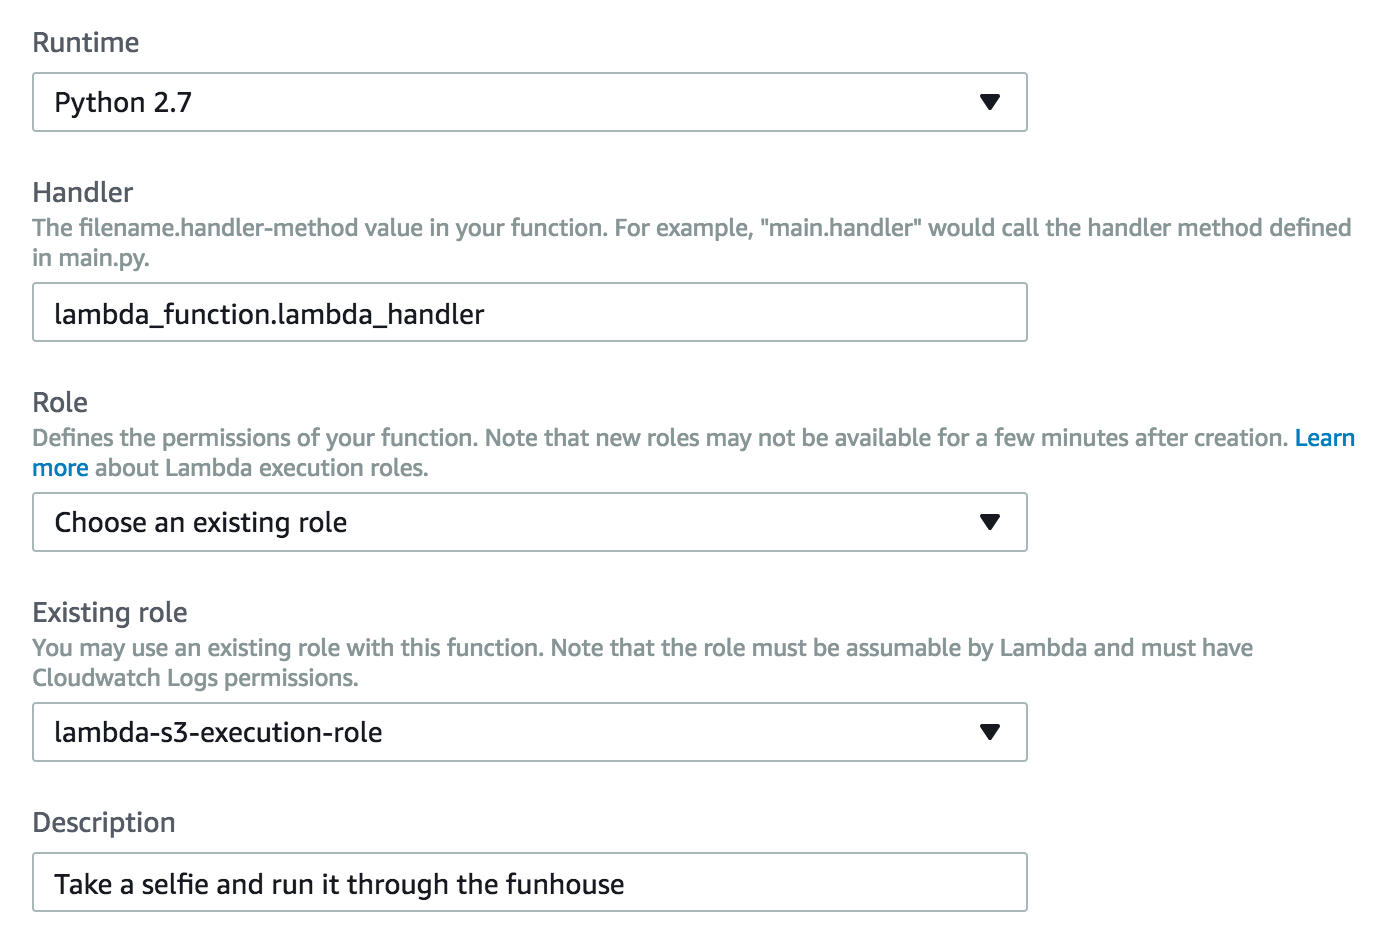 Runtime
Python 2.7
Handler
The filename.handler-method value in your function. For example, "main.handler" would call the handler method defined
in main.py.
lambda_function.lambda_handler
Role
Defines the permissions of your function. Note that new roles may not be available for a few minutes after creation. Learn
more about Lambda execution roles.
Choose an existing role
Existing role
You may use an existing role with this function. Note that the role must be assumable by Lambda and must have
Cloudwatch Logs permissions.
lambda-s3-execution-role
Description
Take a selfie and run it through the funhouse